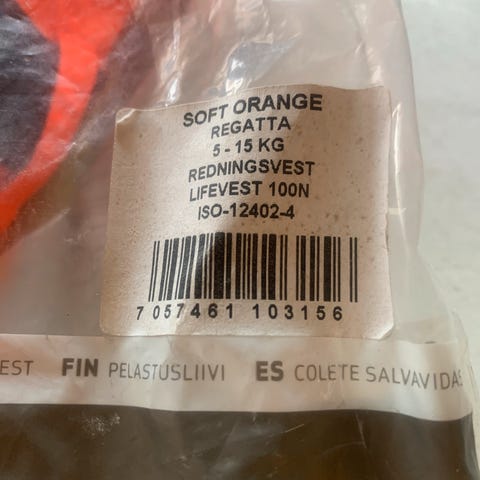 SOFT ORANGE
REGATTA
5 - 15 KG
REDNINGSVEST
LIFEVEST 100N
ISO-12402-4
7 057461 103156
EST FIN PELASTUSLIIVI ES COLETE SALVAVIDAS